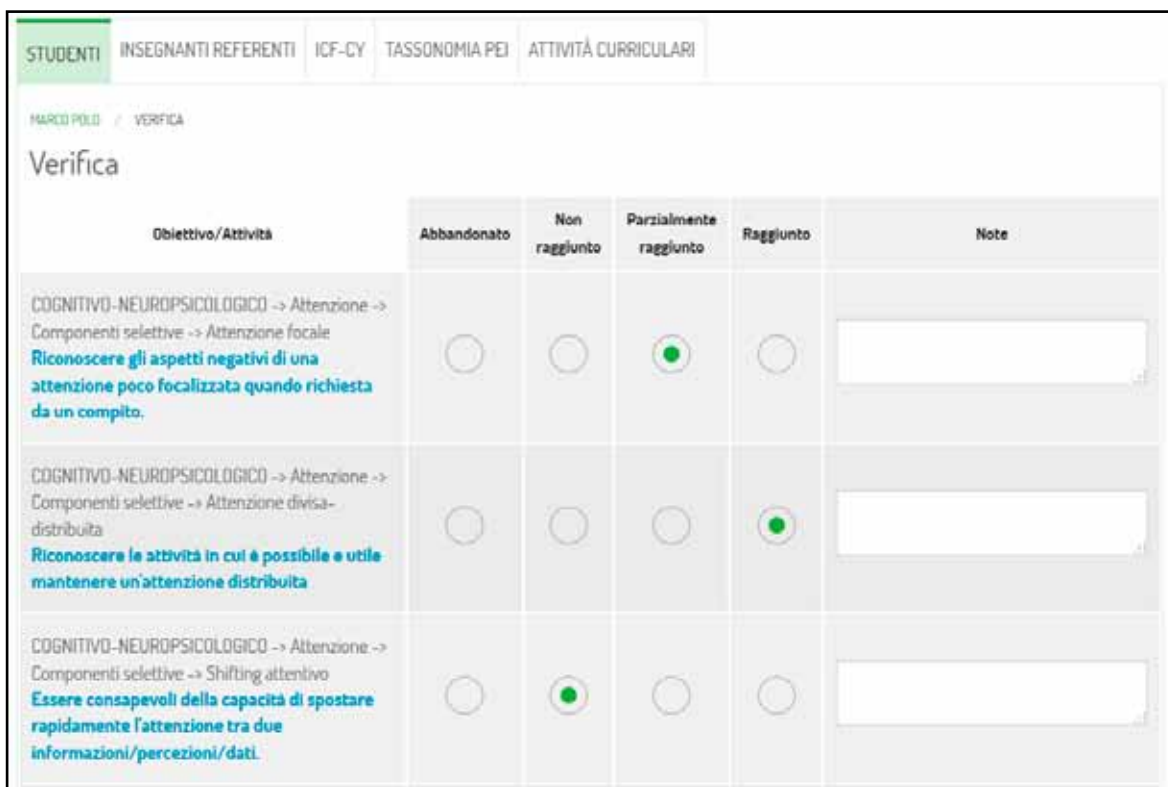 STUDENTI INSEGNANTI REFERENTI ICF-CY TASSONOMIA PEI ATTIVITÀ CURRICULARI
MARCO POLO / VERIFICA
Verifica
Obiettivo/Attività Abbandonato Non raggiunto Parzialmente raggiunto Raggiunto Note
COGNITIVO-NEUROPSICOLOGICO -> Attenzione ->
Componenti selettive -> Attenzione focale
Riconoscere gli aspetti negativi di una
attenzione poco focalizzata quando richiesta
da un compito.
COGNITIVO-NEUROPSICOLOGICO -> Attenzione ->
Componenti selettive -> Attenzione divisa-
distribuita
Riconoscere le attività in cui è possibile e utile
mantenere un'attenzione distribuita
COGNITIVO-NEUROPSICOLOGICO -> Attenzione ->
Componenti selettive -> Shifting attentivo
Essere consapevoli della capacità di spostare
rapidamente l'attenzione tra due
informazioni/percezioni/dati.